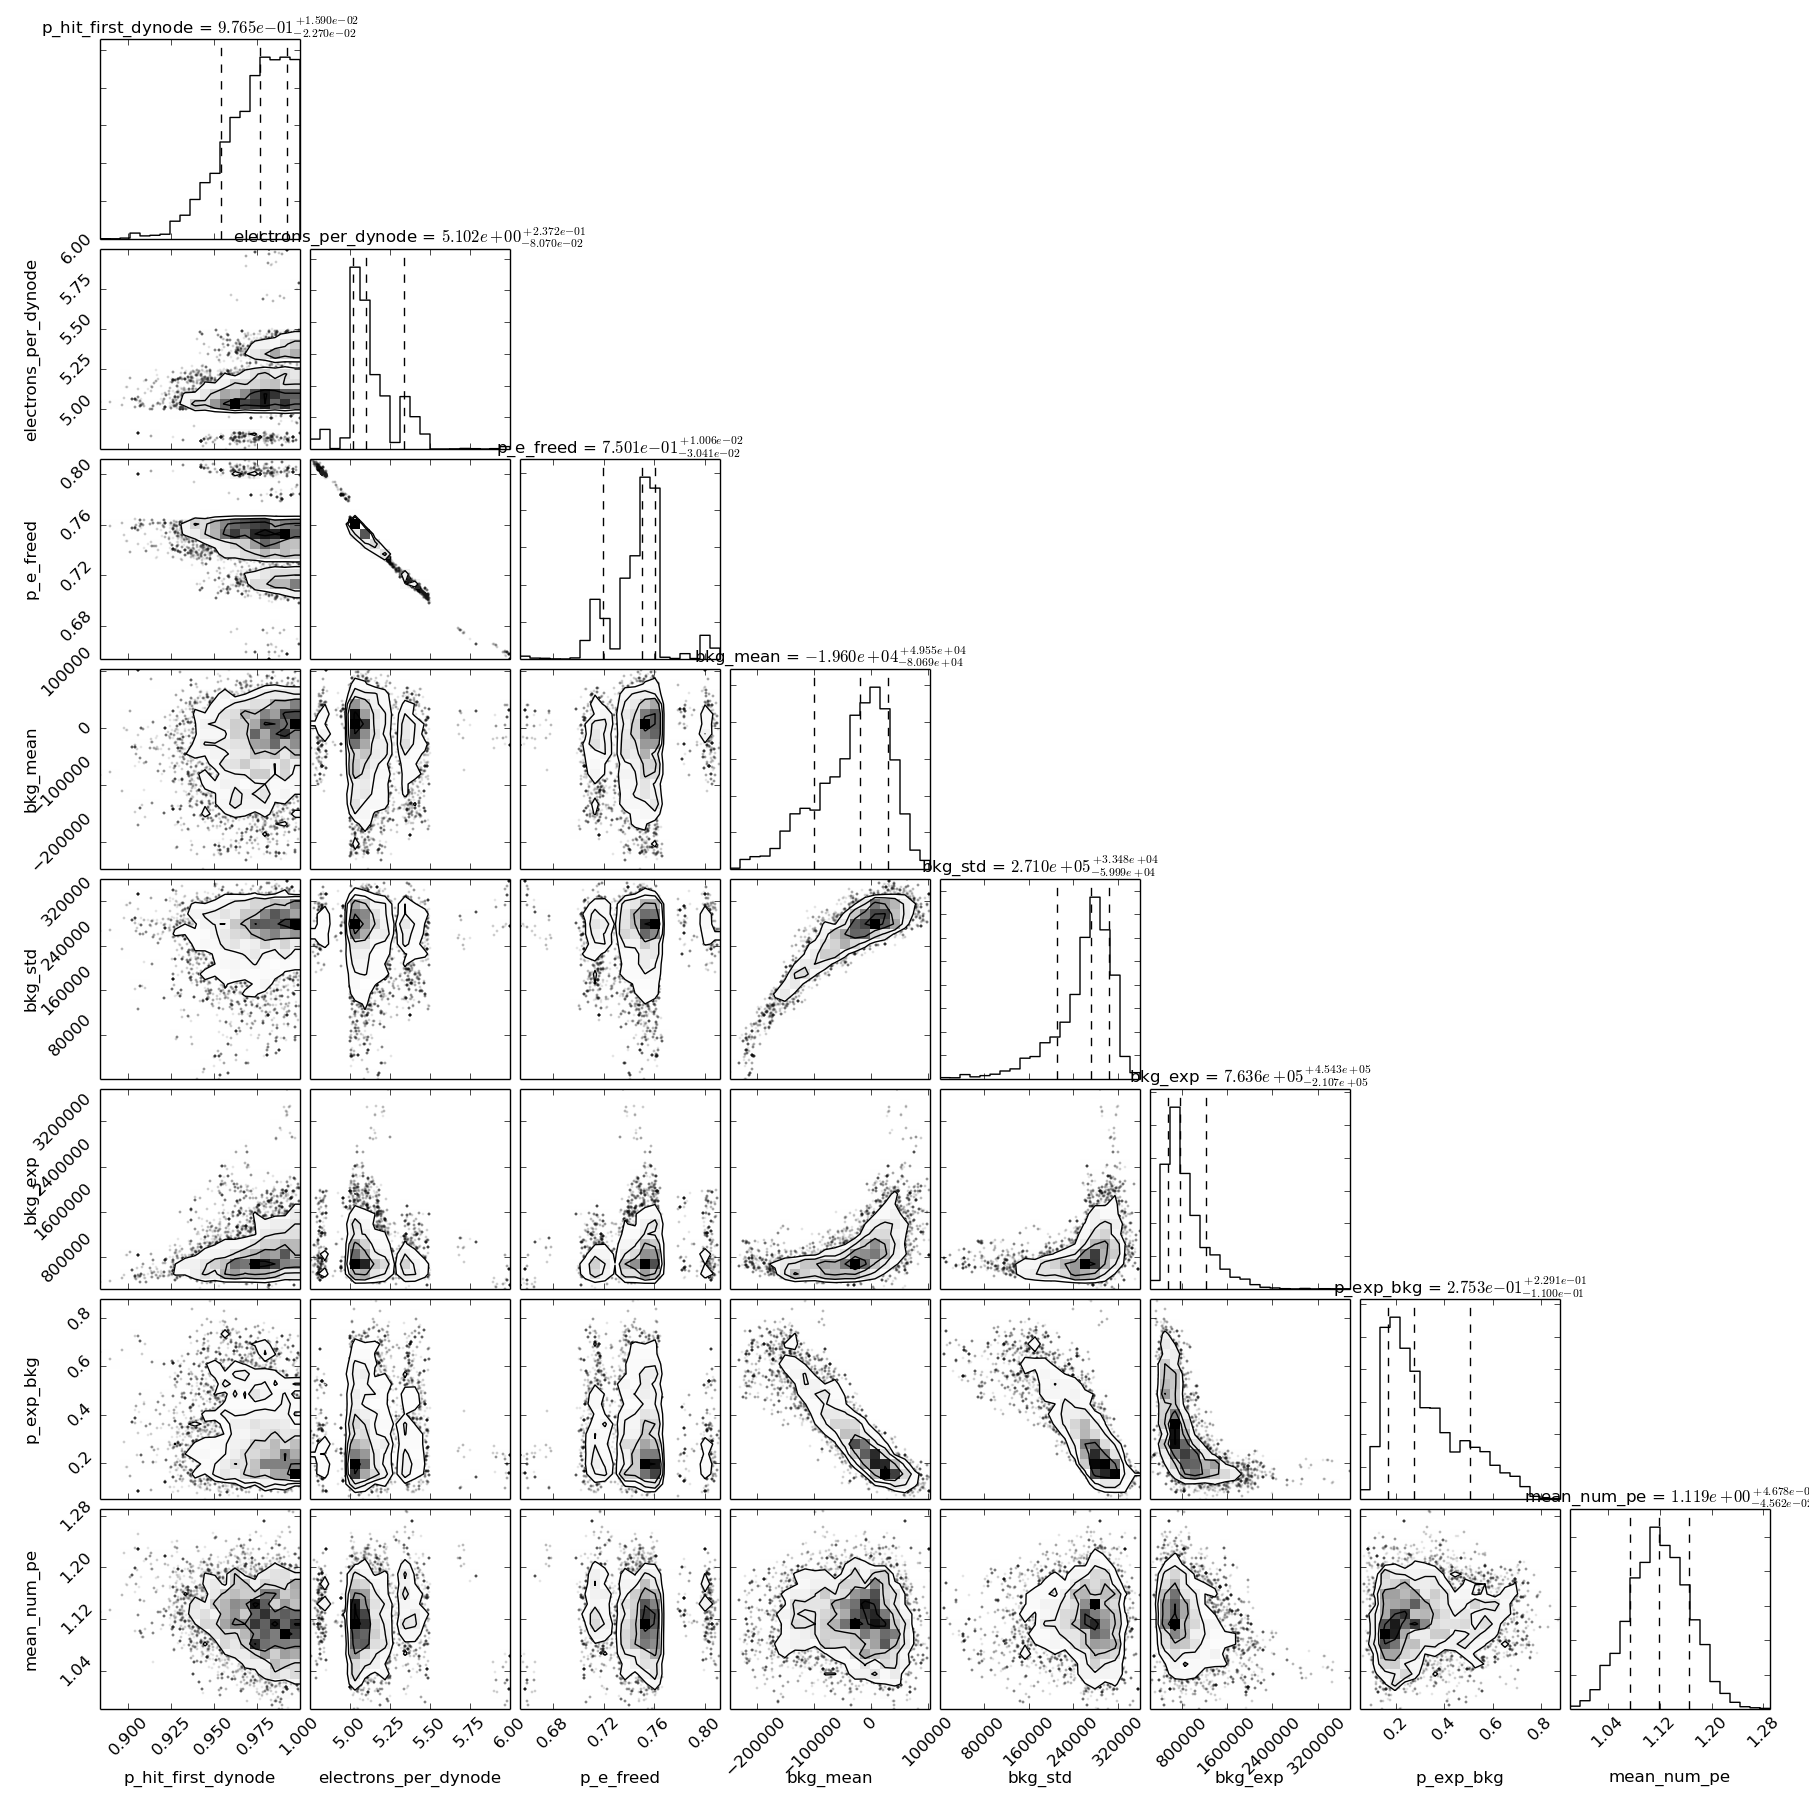 p_hit_first_dynode = 9.765e−01 +1.590e−02 −2.270e−02
6.00
electrons_per_dynode = 5.102e+00 +2.372e−01 −8.070e−02
electrons_per_dynode
5.75
5.50
5.25
5.00
p_e_freed = 7.501e−01 +1.006e−02 −3.041e−02
p_e_freed
0.80
0.76
0.72
0.68
bkg_mean = −1.960e+04 +4.955e+04 −8.069e+04
bkg_mean
100000
0
−100000
−200000
bkg_std = 2.710e+05 +3.348e+04 −5.999e+04
bkg_std
320000
240000
160000
80000
bkg_exp = 7.636e+05 +4.543e+05 −2.107e+05
bkg_exp
3200000
2400000
1600000
800000
p_exp_bkg = 2.753e−01 +2.291e−01 −1.100e−01
p_exp_bkg
0.8
0.6
0.4
0.2
mean_num_pe = 1.119e+00 +4.678e−0 −4.562e−02
mean_num_pe
1.28
1.20
1.12
1.04
0.900 0.925 0.950 0.975 1.000
5.00 5.25 5.50 5.75 6.00
0.68 0.72 0.76 0.80
−200000 −100000 0 100000
80000 160000 240000 320000
800000 1600000 2400000 3200000
0.2 0.4 0.6 0.8
1.04 1.12 1.20 1.28
p_hit_first_dynode electrons_per_dynode p_e_freed bkg_mean bkg_std bkg_exp p_exp_bkg mean_num_pe